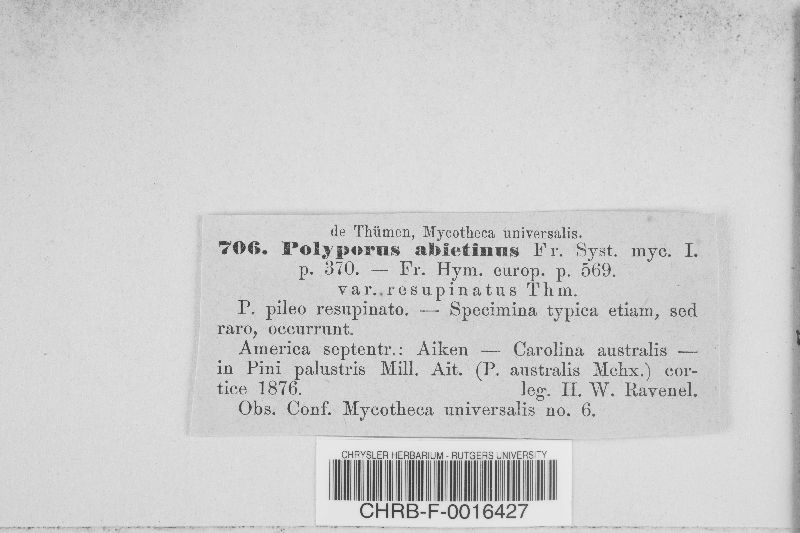 de Thümen, Mycotheca universalis.
706. Polyporus abietinus Fr. Syst. myc. I.
p. 370. — Fr. Hym. europ. p. 569.
var. resupinatus Thm.
P. pileo resupinato. — Specimina typica etiam, sed
raro, occurrunt.
America septentr.: Aiken — Carolina australis —
in Pini palustris Mill. Ait. (P. australis Mchx.) cor-
tice 1876. leg. H. W. Ravenel.
Obs. Conf. Mycotheca universalis no. 6.
CHRYSLER HERBARIUM - RUTGERS UNIVERSITY
CHRB-F-0016427